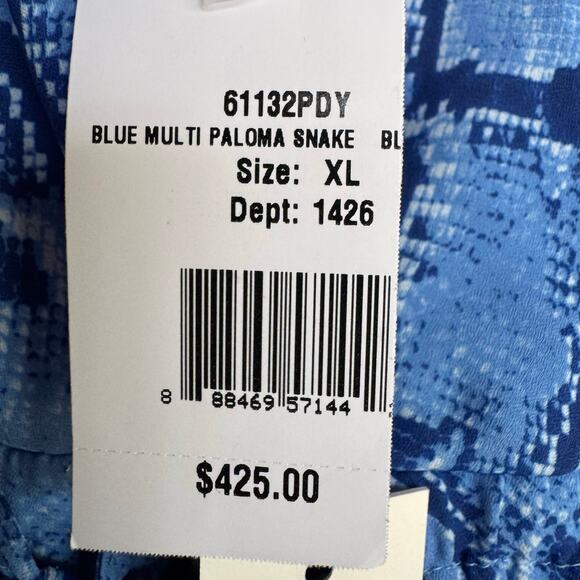 61132PDY
BLUE MULTI PALOMA SNAKE BL
Size: XL
Dept: 1426
8 88469 57144
$425.00